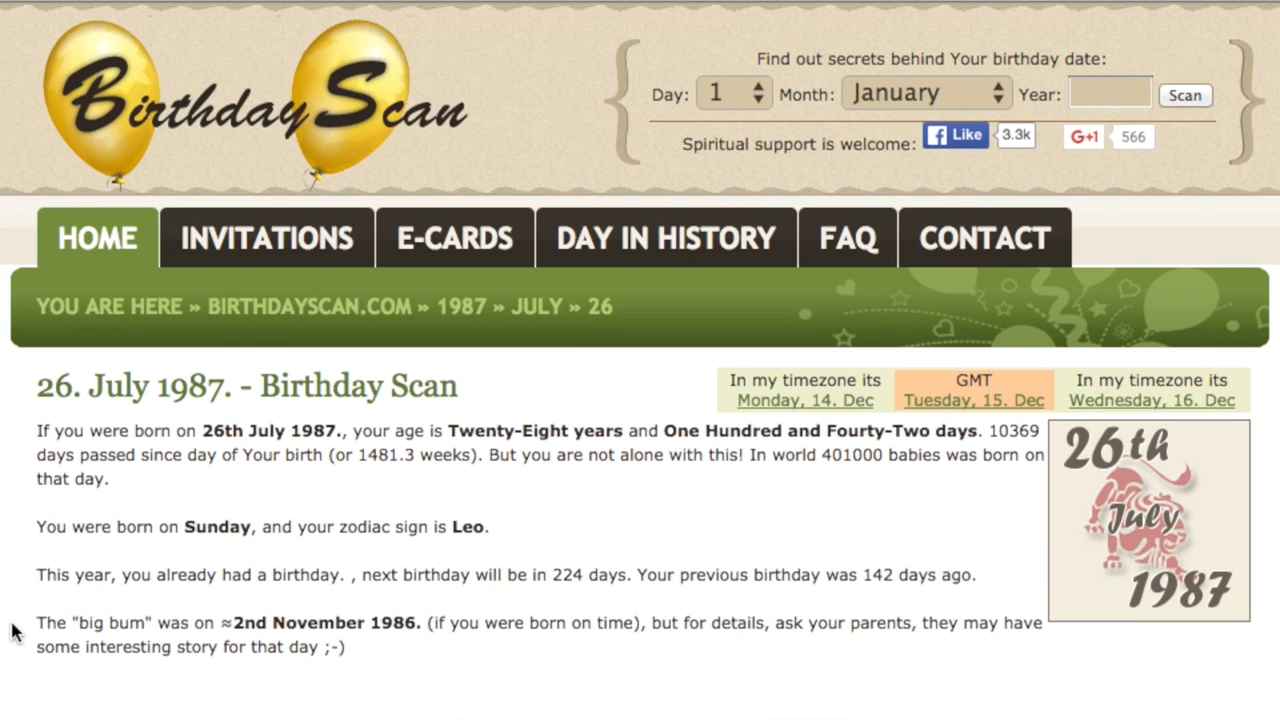 Birthday Scan
Find out secrets behind Your birthday date:
Day: 1 Month: January Year: Scan
Spiritual support is welcome: Like 3.3k G+1 566
HOME INVITATIONS E-CARDS DAY IN HISTORY FAQ CONTACT
YOU ARE HERE » BIRTHDAYSCAN.COM » 1987 » JULY » 26
26. July 1987. - Birthday Scan
In my timezone its GMT In my timezone its
Monday, 14. Dec Tuesday, 15. Dec Wednesday, 16. Dec
If you were born on 26th July 1987., your age is Twenty-Eight years and One Hundred and Fourty-Two days. 10369
days passed since day of Your birth (or 1481.3 weeks). But you are not alone with this! In world 401000 babies was born on
that day.
You were born on Sunday, and your zodiac sign is Leo.
This year, you already had a birthday. , next birthday will be in 224 days. Your previous birthday was 142 days ago.
The "big bum" was on ≈2nd November 1986. (if you were born on time), but for details, ask your parents, they may have
some interesting story for that day ;-)
26th
July
1987